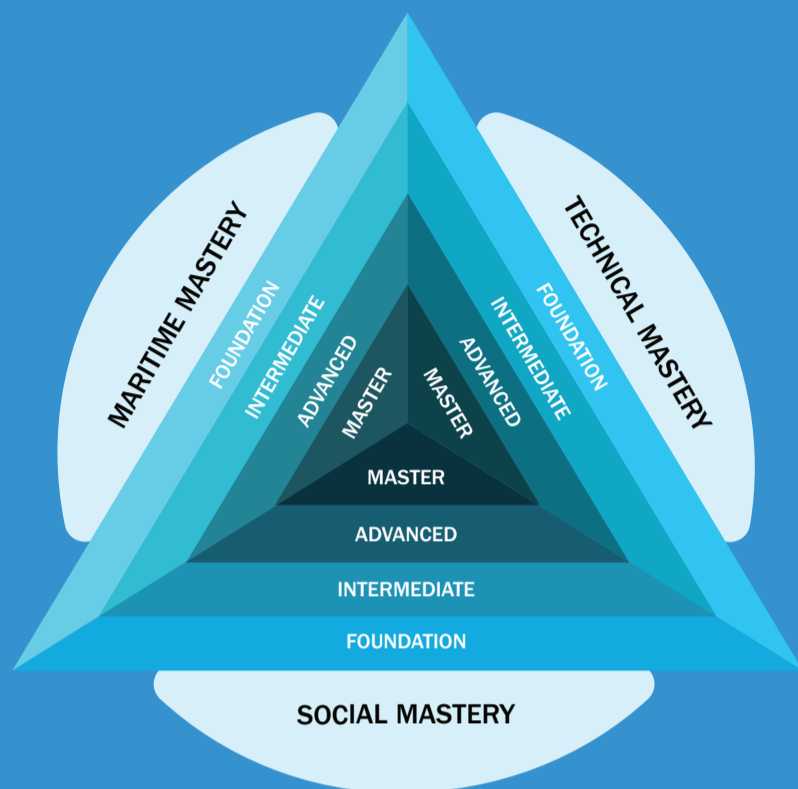 MARITIME MASTERY
FOUNDATION
INTERMEDIATE
ADVANCED
MASTER
TECHNICAL MASTERY
FOUNDATION
INTERMEDIATE
ADVANCED
MASTER
MASTER
ADVANCED
INTERMEDIATE
FOUNDATION
SOCIAL MASTERY